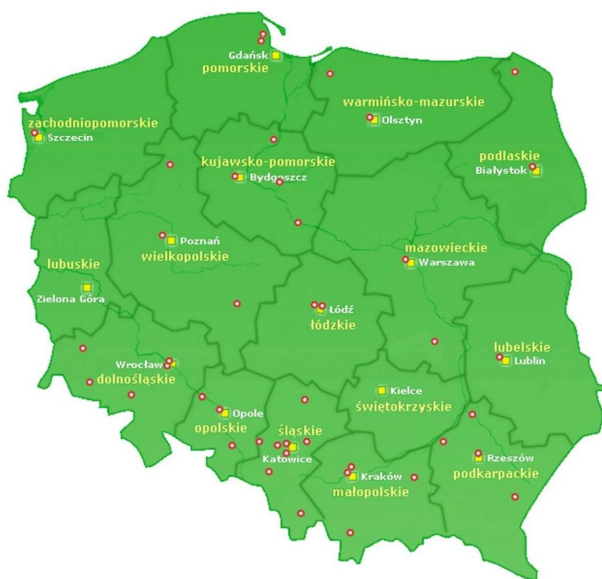 Gdańsk
pomorskie
warmińsko-mazurskie
Olsztyn
zachodniopomorskie
Szczecin
kujawsko-pomorskie
Bydgoszcz
podlaskie
Białystok
Poznań
wielkopolskie
mazowieckie
Warszawa
lubuskie
Zielona Góra
Łódź
łódzkie
Wrocław
dolnośląskie
lubelskie
Lublin
Kielce
świętokrzyskie
Opole
opolskie
śląskie
Katowice
Kraków
małopolskie
Rzeszów
podkarpackie